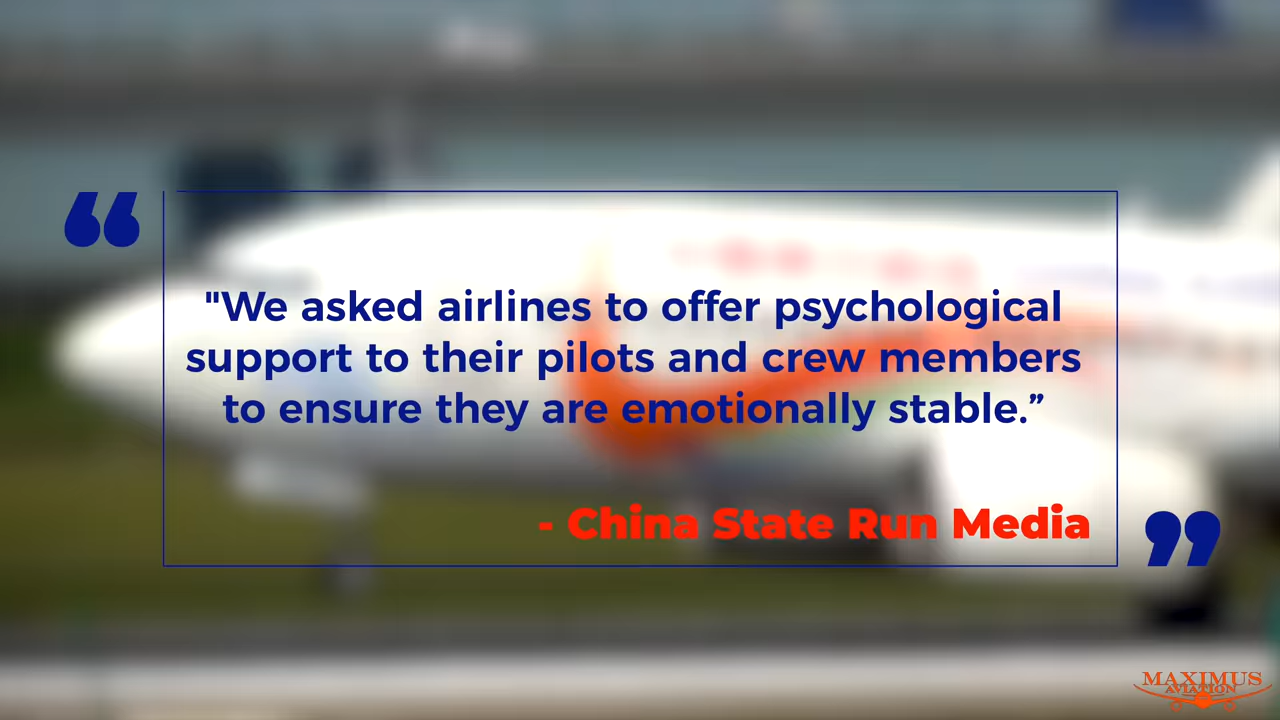 ❝
"We asked airlines to offer psychological
support to their pilots and crew members
to ensure they are emotionally stable.”
- China State Run Media
❞
MAXIMUS
AVIATION